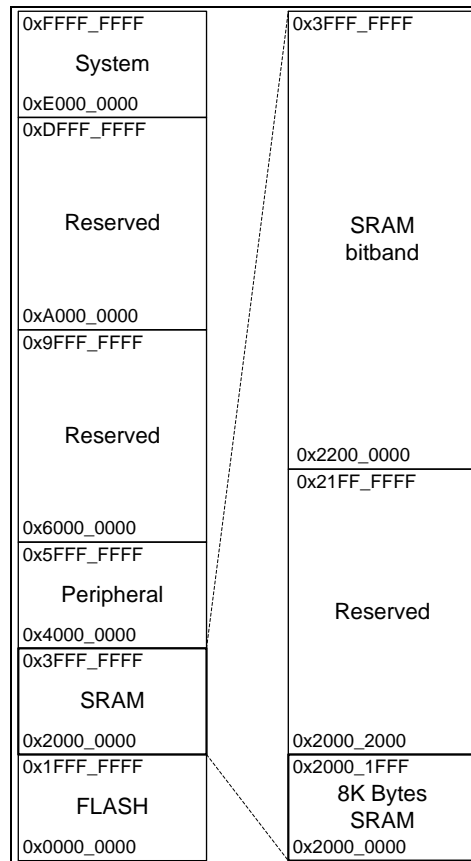 0xFFFF_FFFF
System
0xE000_0000
0xDFFF_FFFF
Reserved
0xA000_0000
0x9FFF_FFFF
Reserved
0x6000_0000
0x5FFF_FFFF
Peripheral
0x4000_0000
0x3FFF_FFFF
SRAM
0x2000_0000
0x1FFF_FFFF
FLASH
0x0000_0000
0x3FFF_FFFF
SRAM
bitband
0x2200_0000
0x21FF_FFFF
Reserved
0x2000_2000
0x2000_1FFF
8K Bytes
SRAM
0x2000_0000